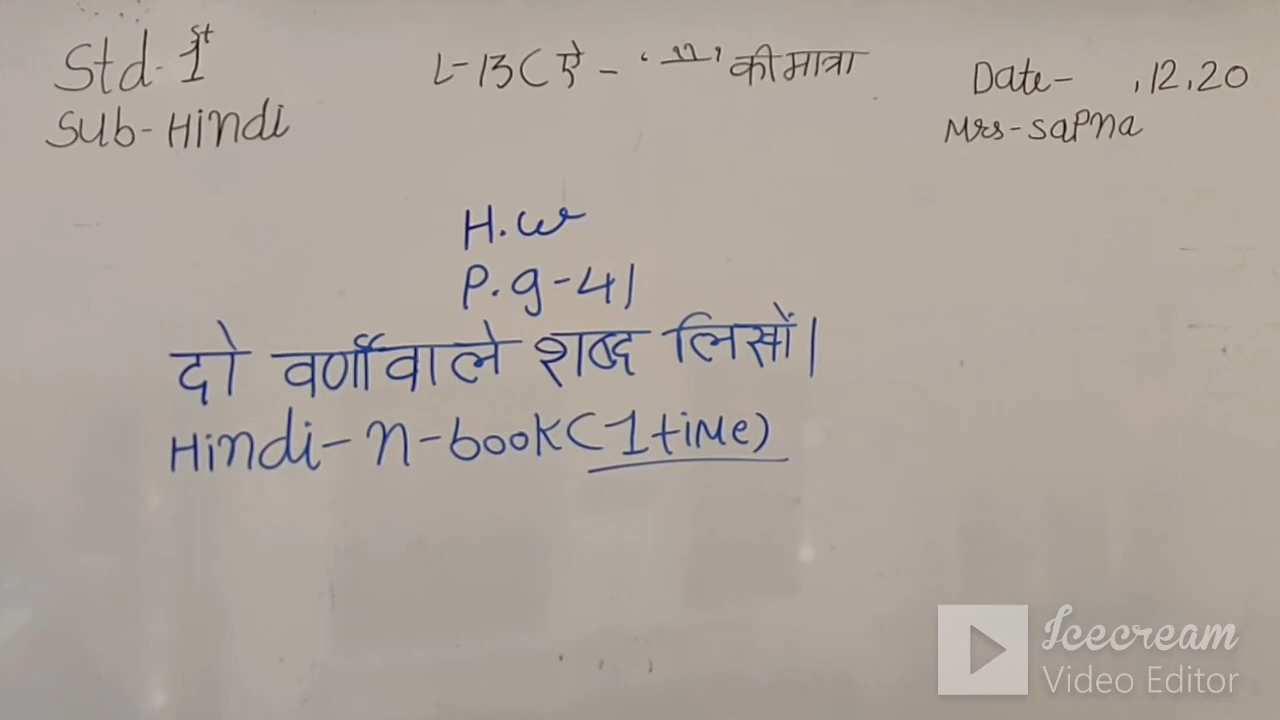 Std-1st
L-13 ( ऐ - ' ै ' की मात्रा
Date- .12.20
Sub-Hindi
Mrs-Sapna
H.W
P.g-41
दो वर्णोंवाले शब्द लिखों।
Hindi-n-book(1time)
Icecream
Video Editor